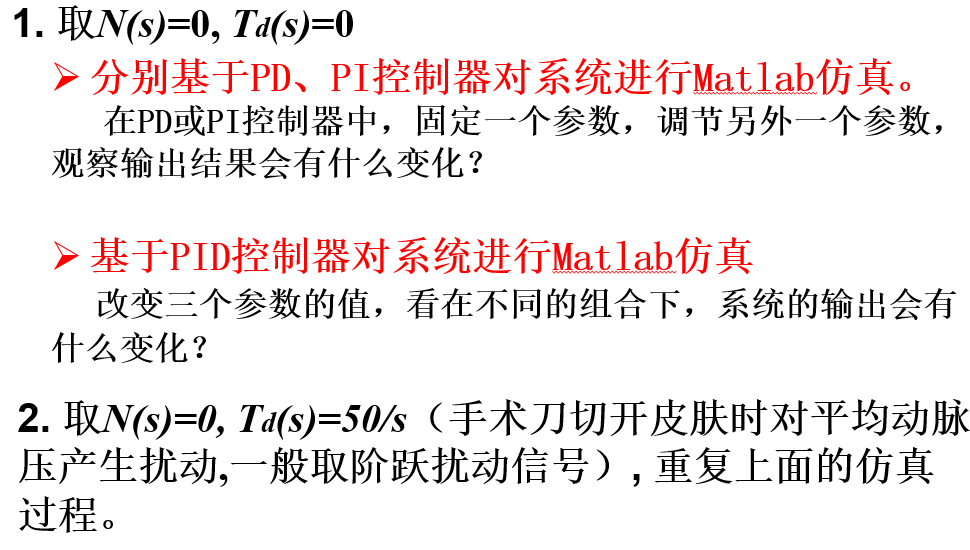 1. 取N(s)=0, Td(s)=0
➢ 分别基于PD、PI控制器对系统进行Matlab仿真。
在PD或PI控制器中，固定一个参数，调节另外一个参数，
观察输出结果会有什么变化？
➢ 基于PID控制器对系统进行Matlab仿真
改变三个参数的值，看在不同的组合下，系统的输出会有
什么变化？
2. 取N(s)=0, Td(s)=50/s（手术刀切开皮肤时对平均动脉
压产生扰动,一般取阶跃扰动信号）, 重复上面的仿真
过程。